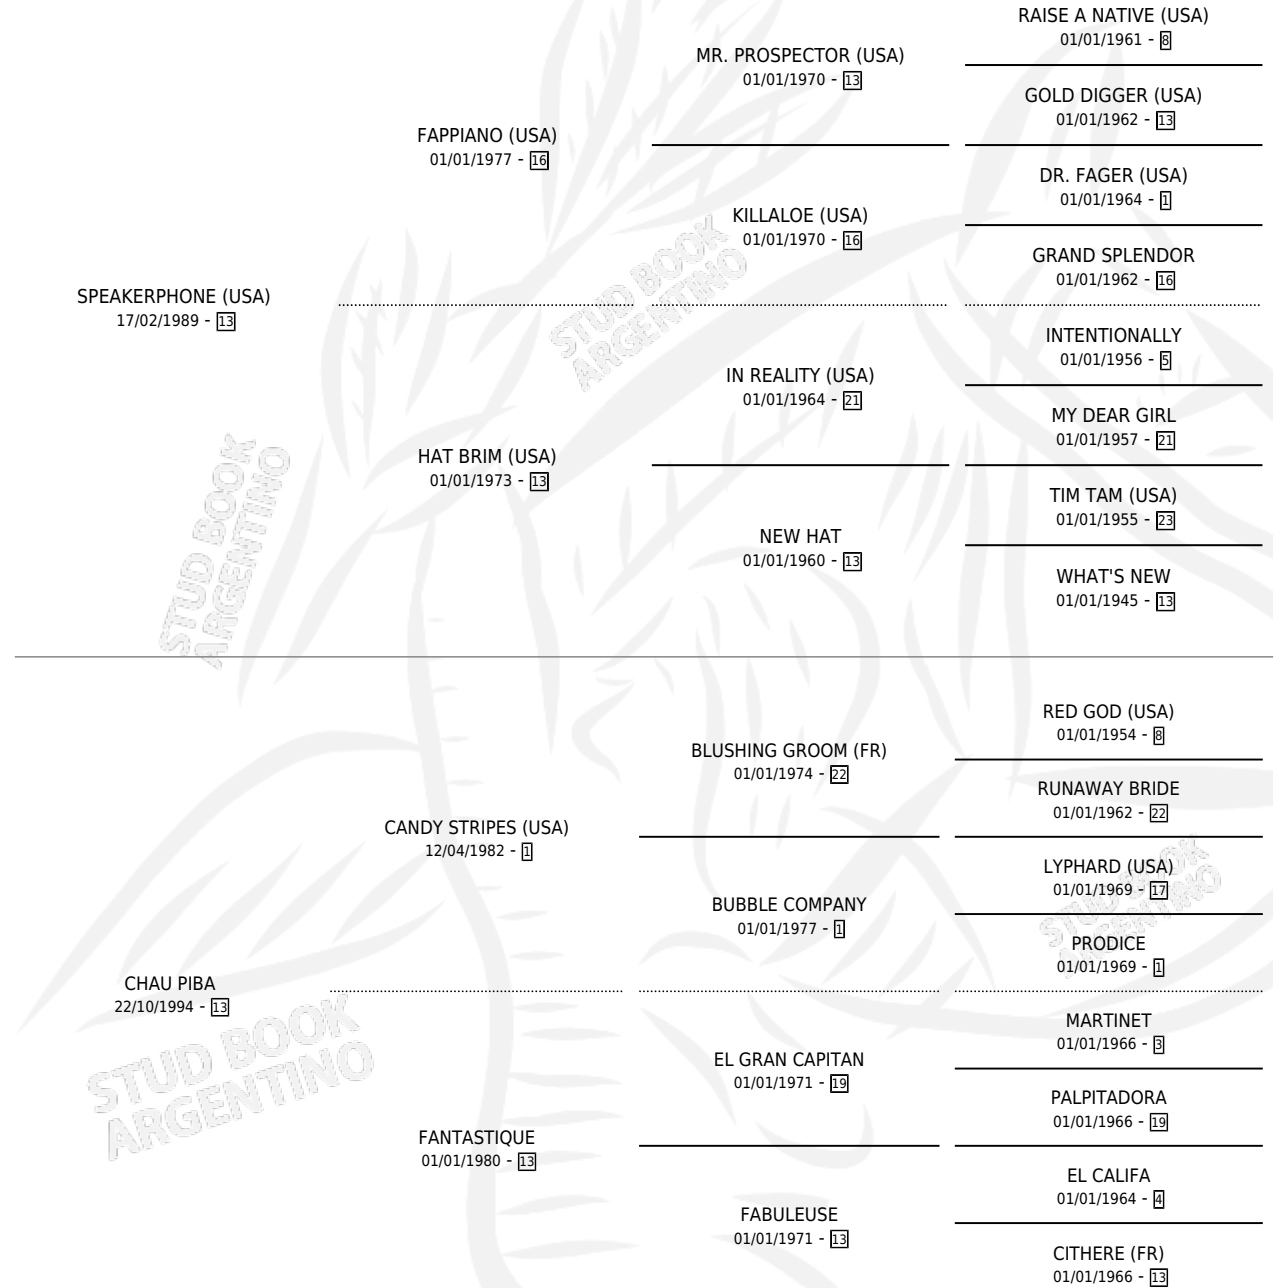 RAISE A NATIVE (USA)
01/01/1961 - 8
MR. PROSPECTOR (USA)
01/01/1970 - 13
GOLD DIGGER (USA)
01/01/1962 - 13
FAPPIANO (USA)
01/01/1977 - 16
DR. FAGER (USA)
01/01/1964 - 1
KILLALOE (USA)
01/01/1970 - 16
GRAND SPLENDOR
01/01/1962 - 16
SPEAKERPHONE (USA)
17/02/1989 - 13
INTENTIONALLY
01/01/1956 - 5
IN REALITY (USA)
01/01/1964 - 21
MY DEAR GIRL
01/01/1957 - 21
HAT BRIM (USA)
01/01/1973 - 13
TIM TAM (USA)
01/01/1955 - 23
NEW HAT
01/01/1960 - 13
WHAT'S NEW
01/01/1945 - 13
RED GOD (USA)
01/01/1954 - 8
BLUSHING GROOM (FR)
01/01/1974 - 22
RUNAWAY BRIDE
01/01/1962 - 22
CANDY STRIPES (USA)
12/04/1982 - 1
LYPHARD (USA)
01/01/1969 - 17
BUBBLE COMPANY
01/01/1977 - 1
PRODICE
01/01/1969 - 1
CHAU PIBA
22/10/1994 - 13
MARTINET
01/01/1966 - 3
EL GRAN CAPITAN
01/01/1971 - 19
PALPITADORA
01/01/1966 - 19
FANTASTIQUE
01/01/1980 - 13
EL CALIFA
01/01/1964 - 4
FABULEUSE
01/01/1971 - 13
CITHERE (FR)
01/01/1966 - 13
STUD BOOK
ARGENTINO
STUD BOOK
ARGENTINO
STUD BOOK
ARGENTINO
STUD BOOK
ARGENTINO